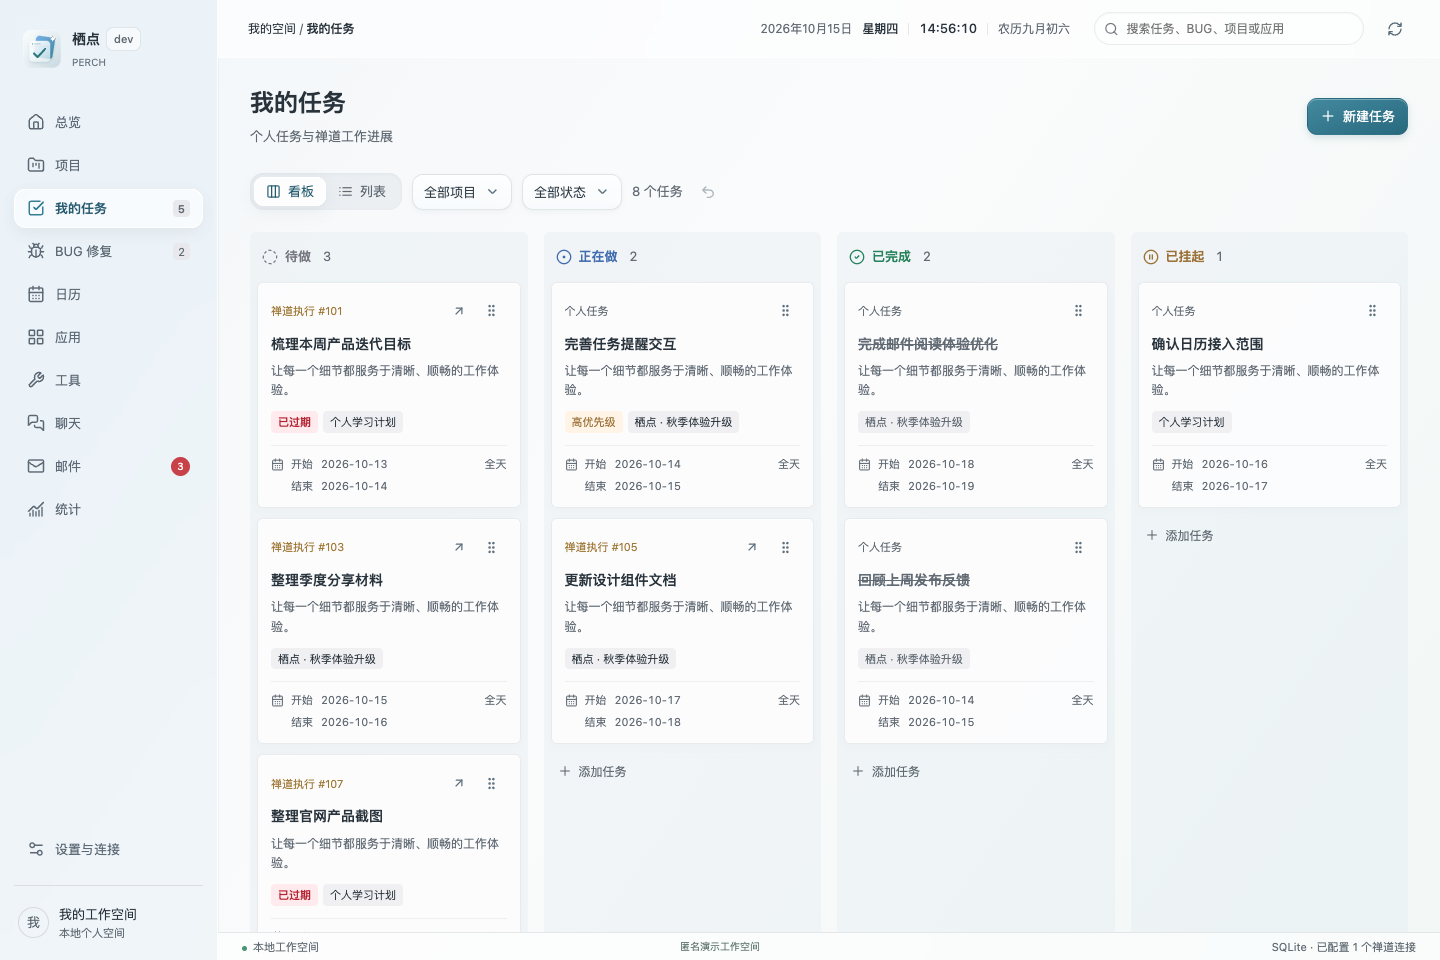 栖点 dev
PERCH
总览
项目
我的任务 5
BUG 修复 2
日历
应用
工具
聊天
邮件 3
统计
设置与连接
我 我的工作空间
本地个人空间
我的空间 / 我的任务
2026年10月15日 星期四 14:56:10 农历九月初六
搜索任务、BUG、项目或应用
我的任务
个人任务与禅道工作进展
新建任务
看板 列表 全部项目 全部状态 8 个任务
待做 3
禅道执行 #101
梳理本周产品迭代目标
让每一个细节都服务于清晰、顺畅的工作体
验。
已过期 个人学习计划
开始 2026-10-13 全天
结束 2026-10-14
禅道执行 #103
整理季度分享材料
让每一个细节都服务于清晰、顺畅的工作体
验。
栖点 · 秋季体验升级
开始 2026-10-15 全天
结束 2026-10-16
禅道执行 #107
整理官网产品截图
让每一个细节都服务于清晰、顺畅的工作体
验。
已过期 个人学习计划
正在做 2
个人任务
完善任务提醒交互
让每一个细节都服务于清晰、顺畅的工作体
验。
高优先级 栖点 · 秋季体验升级
开始 2026-10-14 全天
结束 2026-10-15
禅道执行 #105
更新设计组件文档
让每一个细节都服务于清晰、顺畅的工作体
验。
栖点 · 秋季体验升级
开始 2026-10-17 全天
结束 2026-10-18
添加任务
已完成 2
个人任务
完成邮件阅读体验优化
让每一个细节都服务于清晰、顺畅的工作体
验。
栖点 · 秋季体验升级
开始 2026-10-18 全天
结束 2026-10-19
个人任务
回顾上周发布反馈
让每一个细节都服务于清晰、顺畅的工作体
验。
栖点 · 秋季体验升级
开始 2026-10-14 全天
结束 2026-10-15
添加任务
已挂起 1
个人任务
确认日历接入范围
让每一个细节都服务于清晰、顺畅的工作体
验。
个人学习计划
开始 2026-10-16 全天
结束 2026-10-17
添加任务
本地工作空间
匿名演示工作空间
SQLite · 已配置 1 个禅道连接